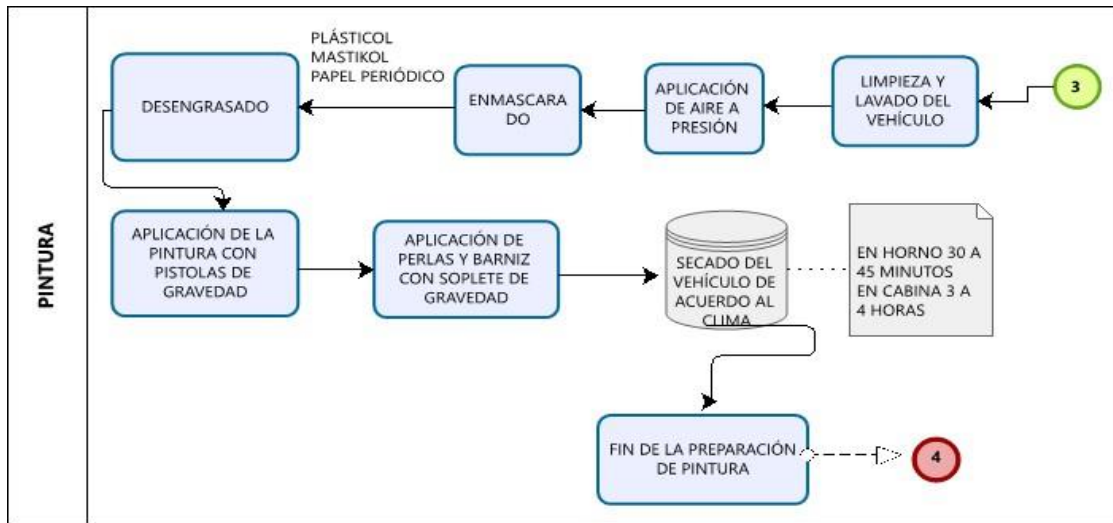 PINTURA
3
LIMPIEZA Y
LAVADO DEL
VEHÍCULO
APLICACIÓN
DE AIRE A
PRESIÓN
ENMASCARA
DO
PLÁSTICOL
MASTIKOL
PAPEL PERIÓDICO
DESENGRASADO
APLICACIÓN DE LA
PINTURA CON
PISTOLAS DE
GRAVEDAD
APLICACIÓN DE
PERLAS Y BARNIZ
CON SOPLETE DE
GRAVEDAD
SECADO DEL
VEHÍCULO DE
ACUERDO AL
CLIMA
EN HORNO 30 A
45 MINUTOS
EN CABINA 3 A
4 HORAS
FIN DE LA PREPARACIÓN
DE PINTURA
4